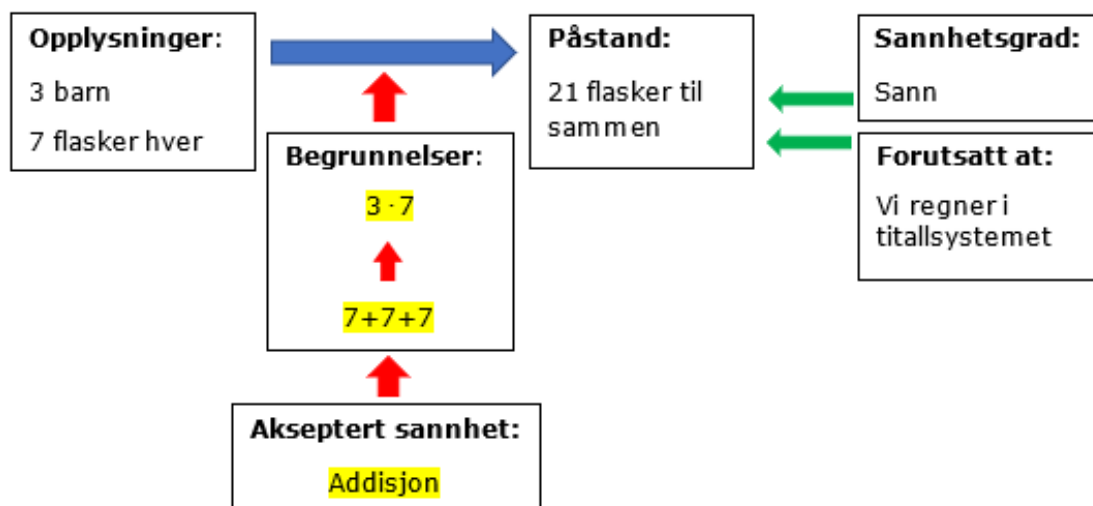 Opplysninger:
3 barn
7 flasker hver
Påstand:
21 flasker til
sammen
Sannhetsgrad:
Sann
Forutsatt at:
Vi regner i
titallsystemet
Begrunnelser:
3 · 7
7+7+7
Akseptert sannhet:
Addisjon